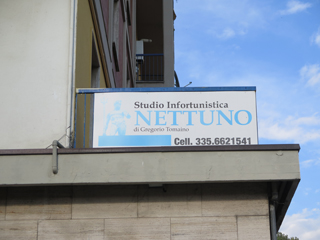 Studio Infortunistica
NETTUNO
di Gregorio Tomaino
Cell. 335.6621541